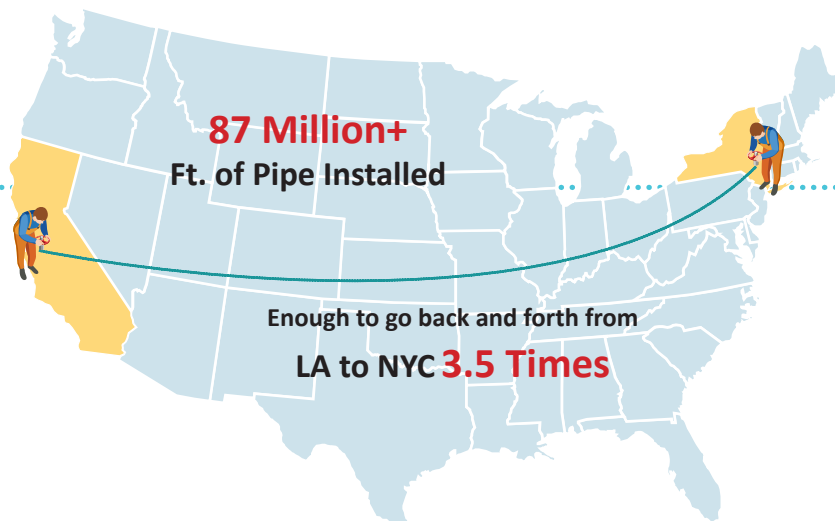 87 Million+
Ft. of Pipe Installed
Enough to go back and forth from
LA to NYC 3.5 Times